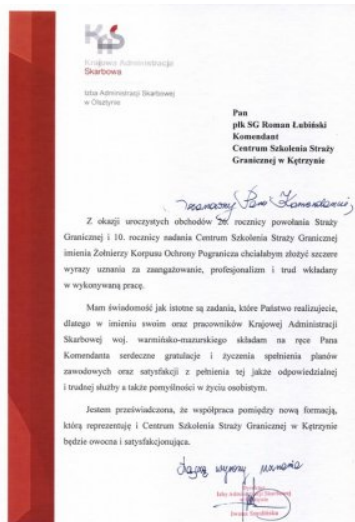 KAS
Krajowa Administracja
Skarbowa
Izba Administracji Skarbowej
w Olsztynie
Pan
płk SG Roman Łubiński
Komendant
Centrum Szkolenia Straży
Granicznej w Kętrzynie
Szanowny Panie Komendancie,
Z okazji uroczystych obchodów 26. rocznicy powołania Straży
Granicznej i 10. rocznicy nadania Centrum Szkolenia Straży Granicznej
imienia Żołnierzy Korpusu Ochrony Pogranicza chciałabym złożyć szczere
wyrazy uznania za zaangażowanie, profesjonalizm i trud wkładany
w wykonywaną pracę.
Mam świadomość jak istotne są zadania, które Państwo realizujecie,
dlatego w imieniu swoim oraz pracowników Krajowej Administracji
Skarbowej woj. warmińsko-mazurskiego składam na ręce Pana
Komendanta serdeczne gratulacje i życzenia spełnienia planów
zawodowych oraz satysfakcji z pełnienia tej jakże odpowiedzialnej
i trudnej służby a także pomyślności w życiu osobistym.
Jestem przeświadczona, że współpraca pomiędzy nową formacją,
którą reprezentuję i Centrum Szkolenia Straży Granicznej w Kętrzynie
będzie owocna i satysfakcjonująca.
wyrazy uznania
Izby Administracji Skarbowej